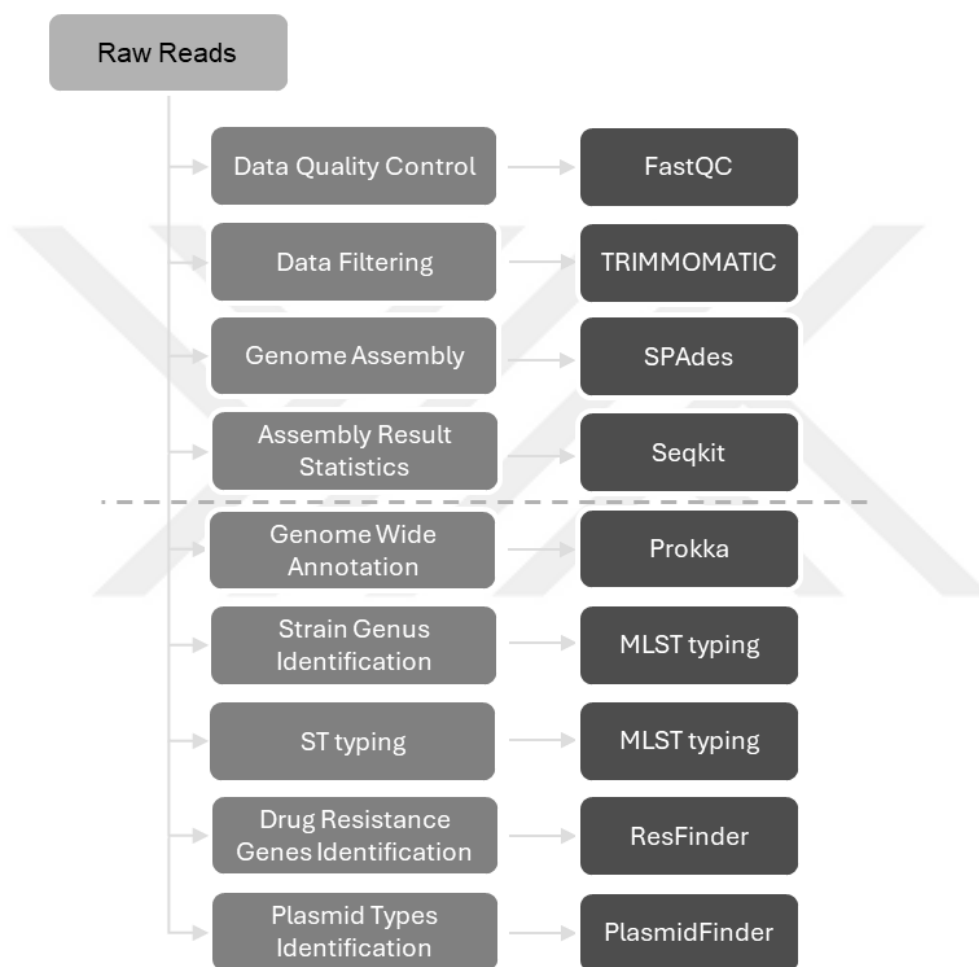 Raw Reads
Data Quality Control
FastQC
Data Filtering
TRIMMOMATIC
Genome Assembly
SPAdes
Assembly Result
Statistics
Seqkit
Genome Wide
Annotation
Prokka
Strain Genus
Identification
MLST typing
ST typing
MLST typing
Drug Resistance
Genes Identification
ResFinder
Plasmid Types
Identification
PlasmidFinder